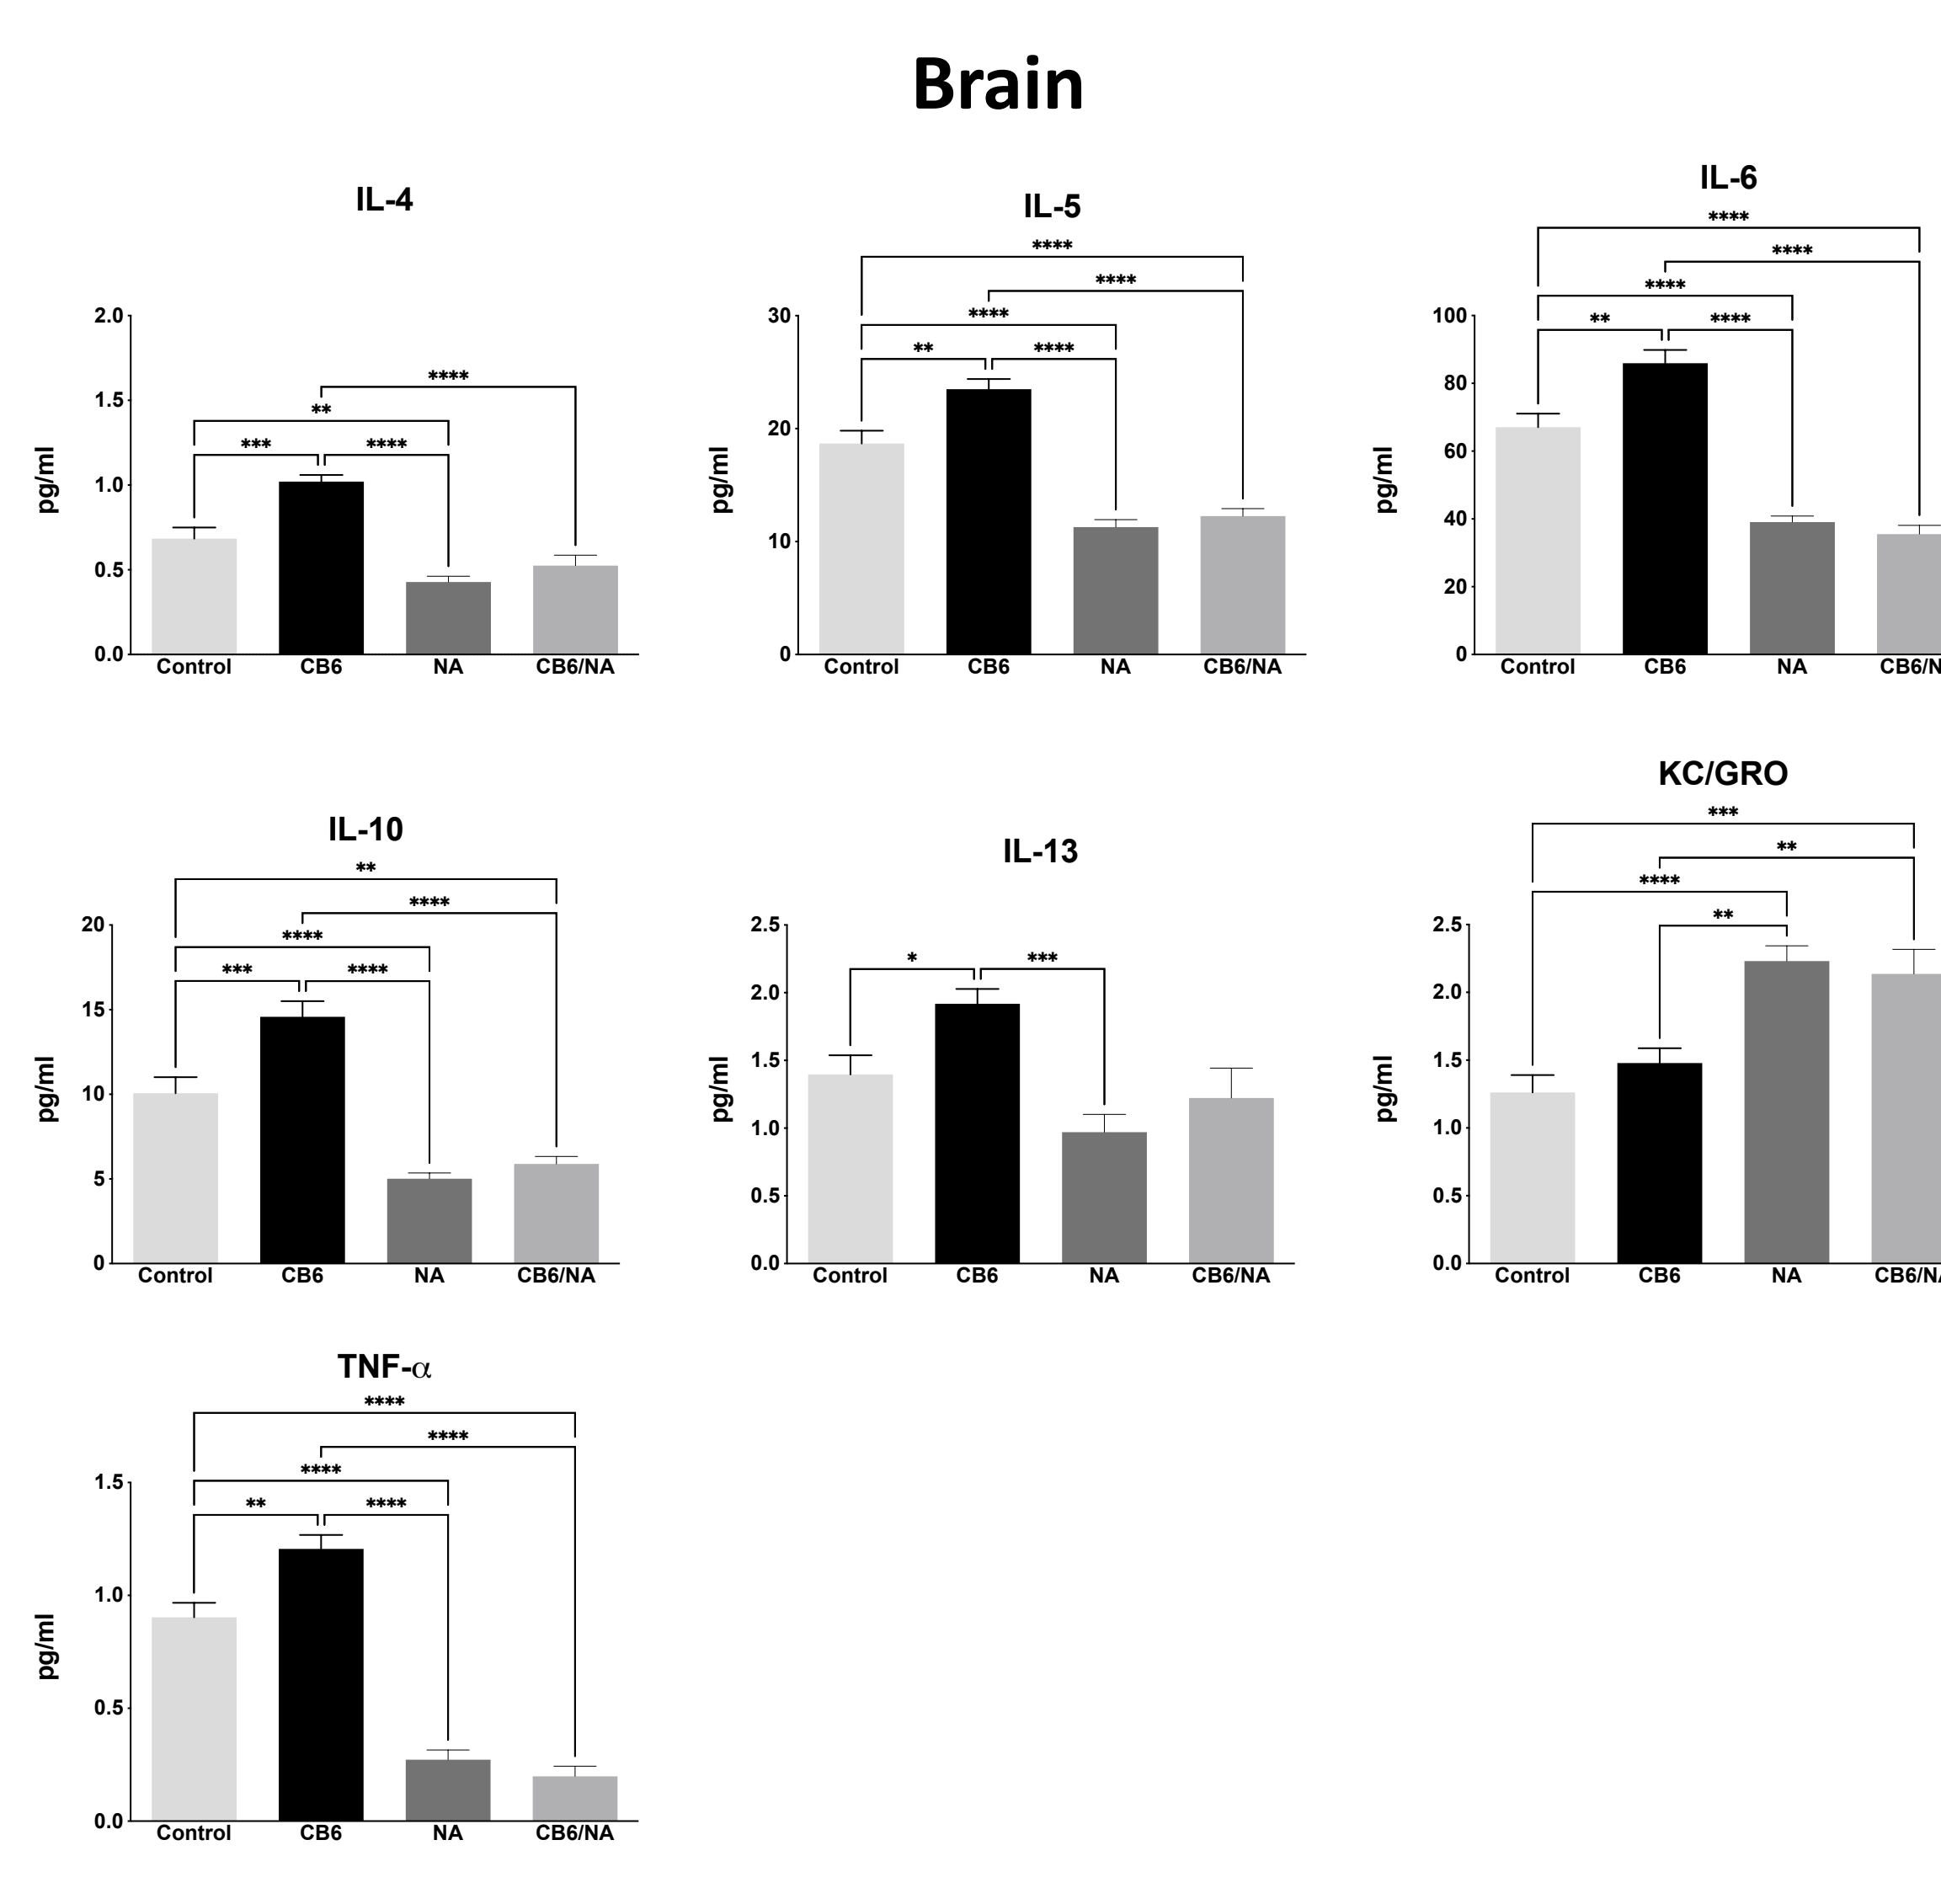 Brain
IL-4
**** 
** 
*** ****
pg/ml
2.0
1.5
1.0
0.5
0.0
Control CB6 NA CB6/NA
IL-5
****
****
****
** ****
pg/ml
30
20
10
0
Control CB6 NA CB6/NA
IL-6
****
****
****
** ****
pg/ml
100
80
60
40
20
0
Control CB6 NA CB6/N
IL-10
**
****
****
*** ****
pg/ml
20
15
10
5
0
Control CB6 NA CB6/NA
IL-13
* ***
pg/ml
2.5
2.0
1.5
1.0
0.5
0.0
Control CB6 NA CB6/NA
KC/GRO
***
**
****
**
pg/ml
2.5
2.0
1.5
1.0
0.5
0.0
Control CB6 NA CB6/NA
TNF-α
****
****
****
** ****
pg/ml
1.5
1.0
0.5
0.0
Control CB6 NA CB6/NA